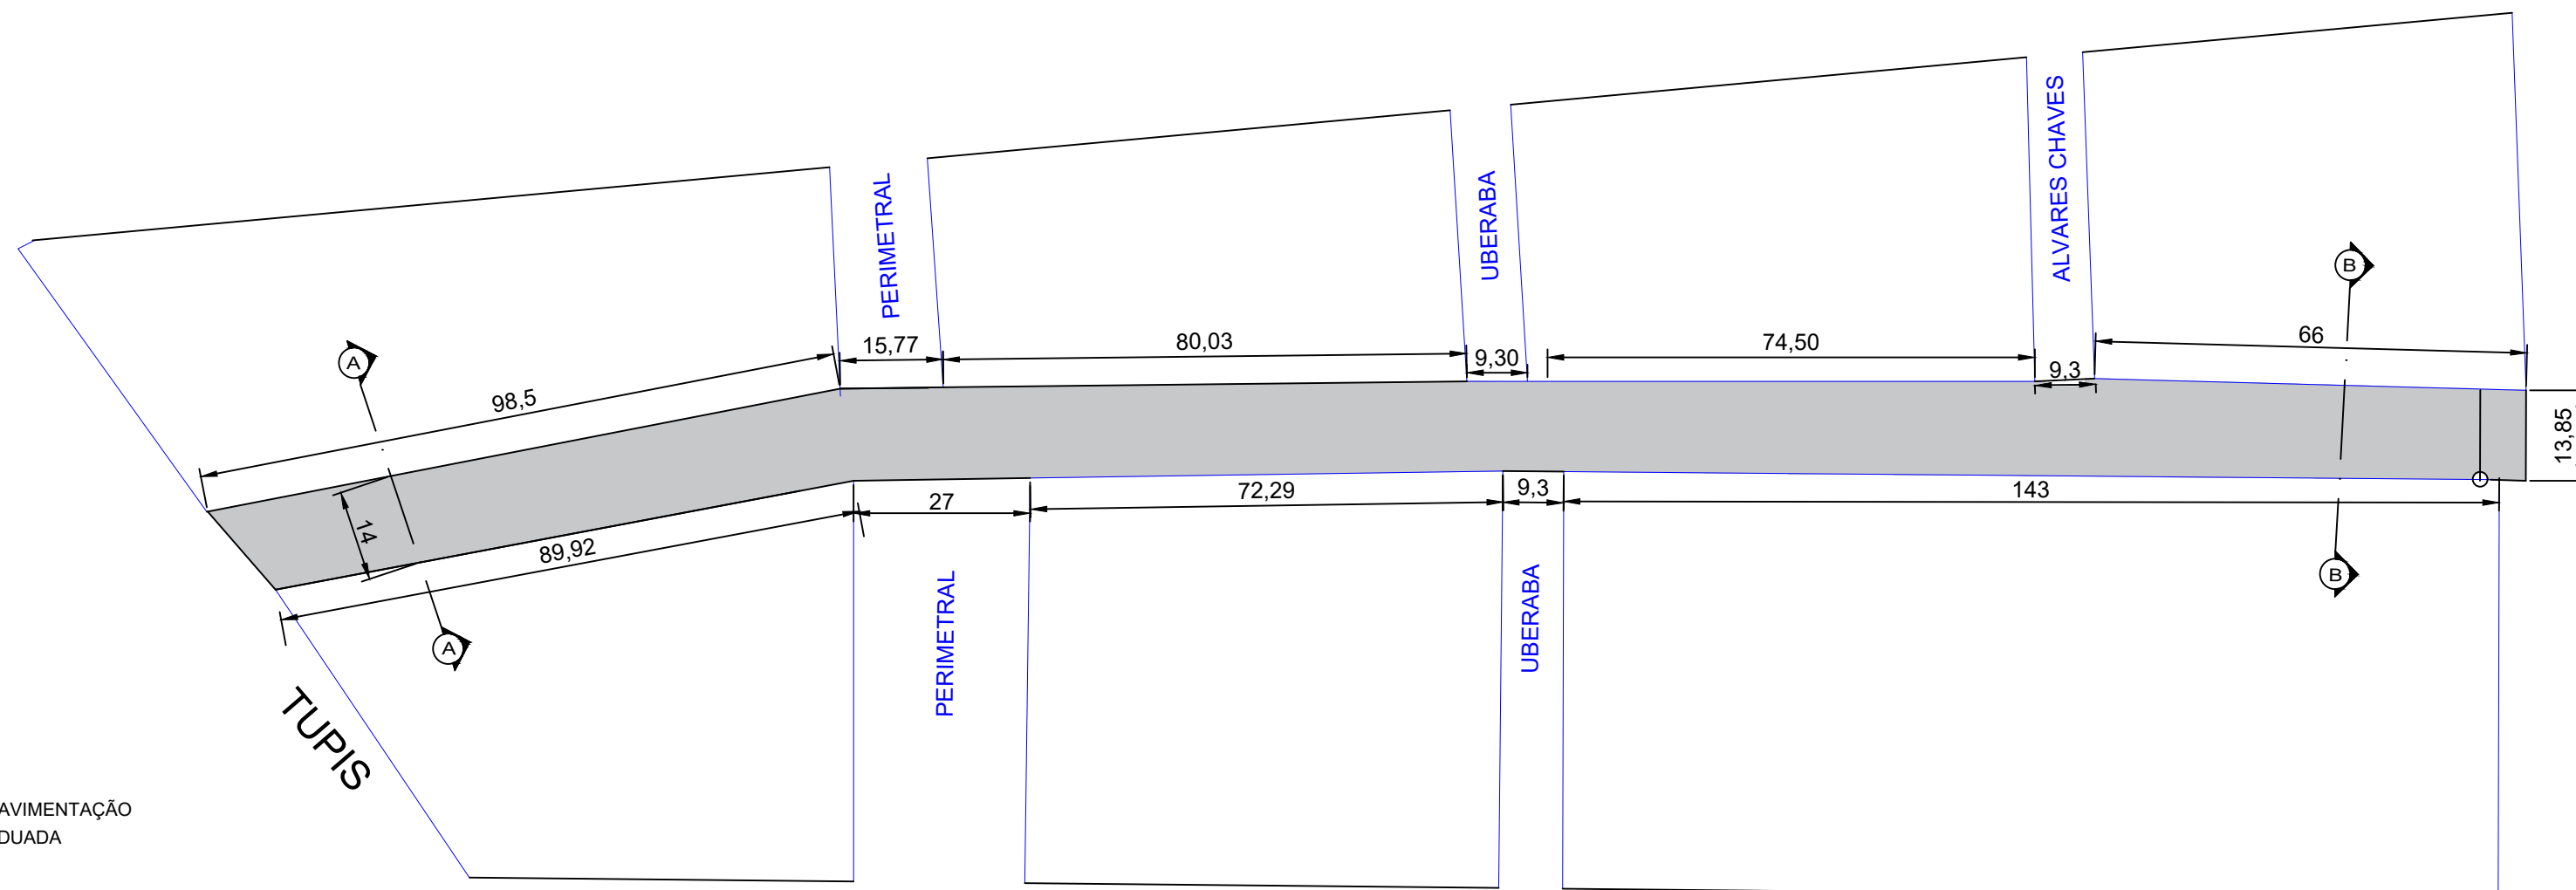 PERIMETRAL
UBERABA
ALVARES CHAVES
B
A
15,77
80,03
9,30
74,50
9,3
66
98,5
13,85
14
89,92
27
72,29
9,3
143
A
B
PERIMETRAL
UBERABA
TUPIS
AVIMENTAÇÃO
DUADA